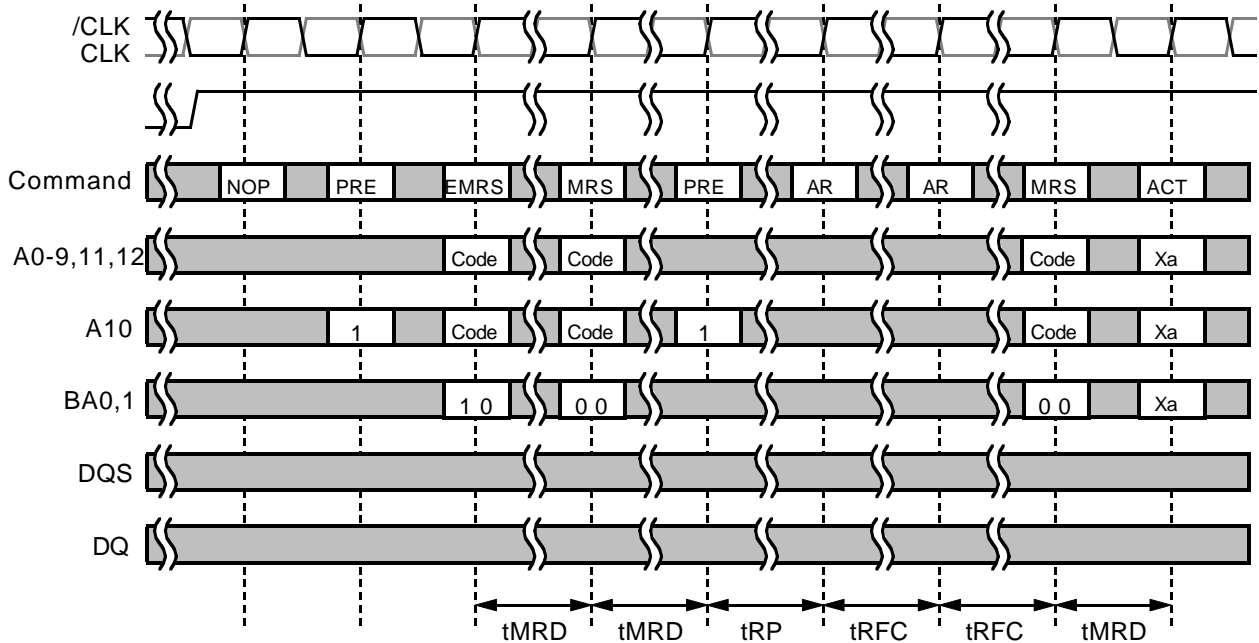 /CLK
CLK
Command NOP PRE EMRS MRS PRE AR AR MRS ACT
A0-9,11,12 Code Code Code Xa
A10 1 Code Code 1 Code Xa
BA0,1 1 0 0 0 0 0 Xa
DQS
DQ
tMRD tMRD tRP tRFC tRFC tMRD